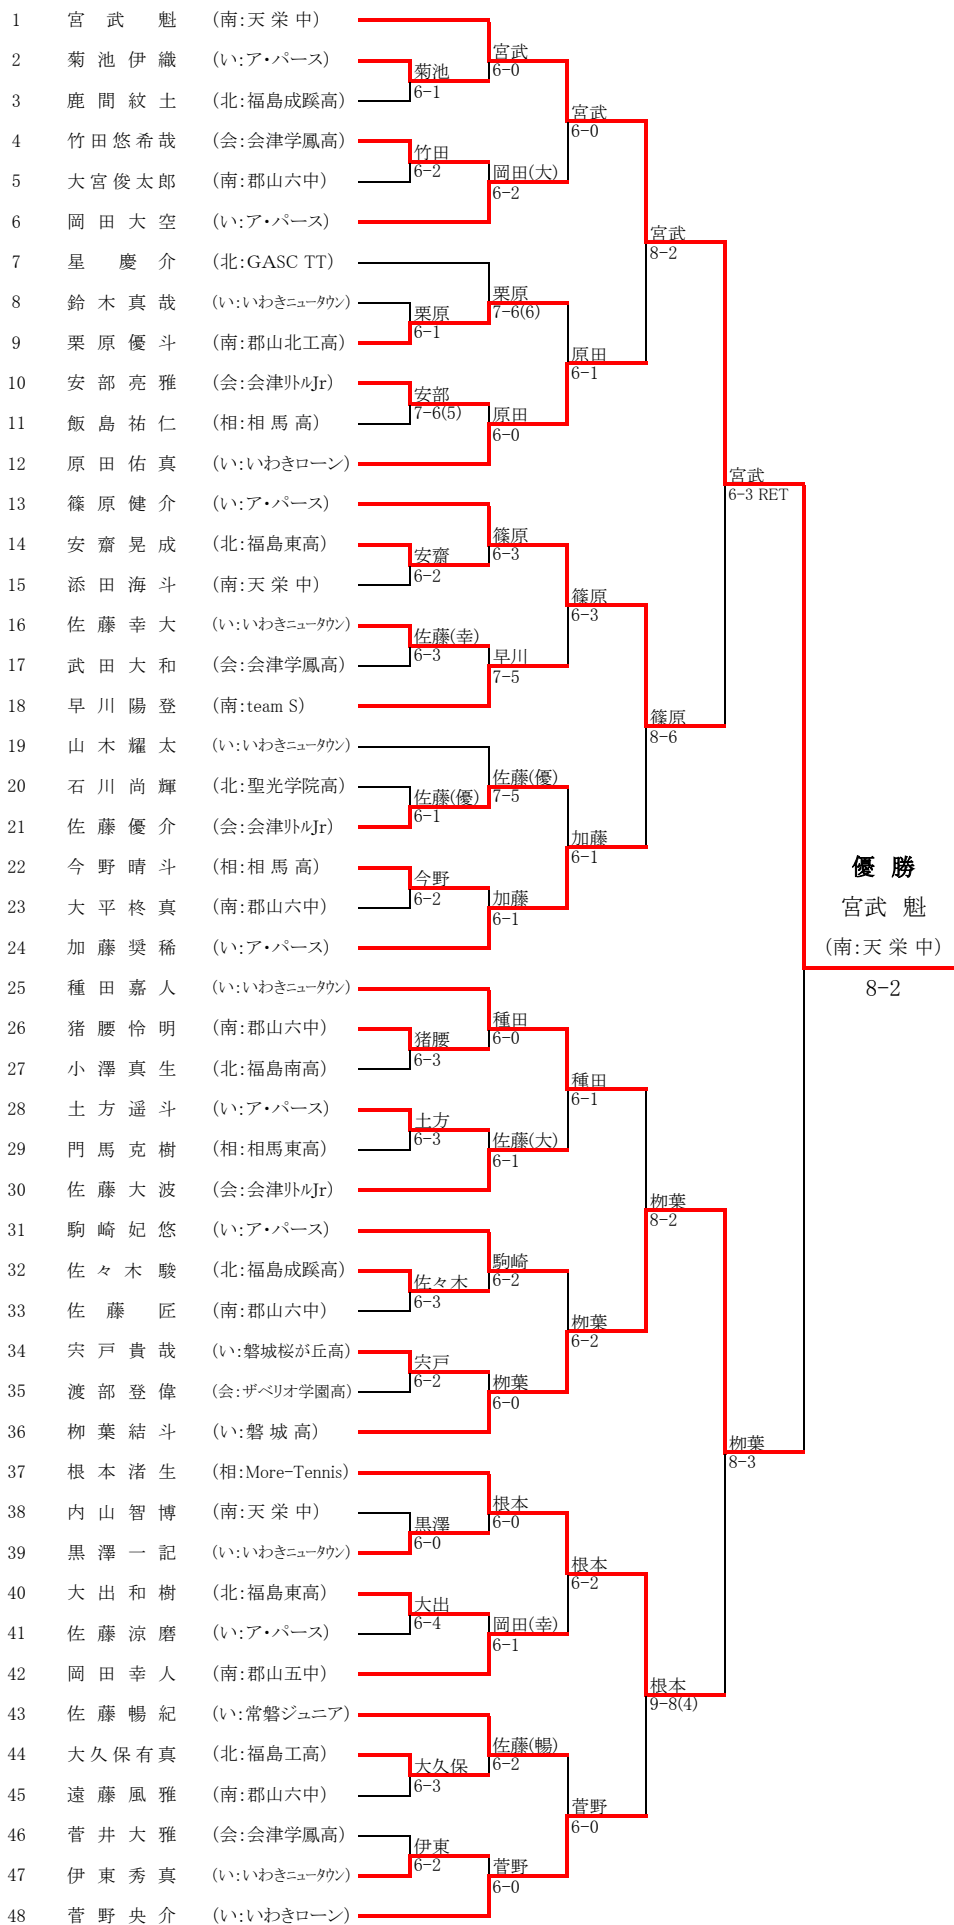 1 宮武 魁 (南:天栄中)
2 菊池伊織 (い:ア・パース)
3 鹿間紋土 (北:福島成蹊高)
4 竹田悠希哉 (会:会津学鳳高)
5 大宮俊太郎 (南:郡山六中)
6 岡田大空 (い:ア・パース)
7 星 慶介 (北:GASC TT)
8 鈴木真哉 (い:いわきニュータウン)
9 栗原優斗 (南:郡山北工高)
10 安部亮雅 (会:会津リトルJr)
11 飯島祐仁 (相:相馬高)
12 原田佑真 (い:いわきローン)
13 篠原健介 (い:ア・パース)
14 安齋晃成 (北:福島東高)
15 添田海斗 (南:天栄中)
16 佐藤幸大 (い:いわきニュータウン)
17 武田大和 (会:会津学鳳高)
18 早川陽登 (南:team S)
19 山木耀太 (い:いわきニュータウン)
20 石川尚輝 (北:聖光学院高)
21 佐藤優介 (会:会津リトルJr)
22 今野晴斗 (相:相馬高)
23 大平柊真 (南:郡山六中)
24 加藤奨稀 (い:ア・パース)
25 種田嘉人 (い:いわきニュータウン)
26 猪腰怜明 (南:郡山六中)
27 小澤真生 (北:福島南高)
28 土方遥斗 (い:ア・パース)
29 門馬克樹 (相:相馬東高)
30 佐藤大波 (会:会津リトルJr)
31 駒崎妃悠 (い:ア・パース)
32 佐々木駿 (北:福島成蹊高)
33 佐藤 匠 (南:郡山六中)
34 宍戸貴哉 (い:磐城桜が丘高)
35 渡部登偉 (会:ザベリオ学園高)
36 栁葉結斗 (い:磐城高)
37 根本渚生 (相:More-Tennis)
38 内山智博 (南:天栄中)
39 黒澤一記 (い:いわきニュータウン)
40 大出和樹 (北:福島東高)
41 佐藤涼磨 (い:ア・パース)
42 岡田幸人 (南:郡山五中)
43 佐藤暢紀 (い:常磐ジュニア)
44 大久保有真 (北:福島工高)
45 遠藤風雅 (南:郡山六中)
46 菅井大雅 (会:会津学鳳高)
47 伊東秀真 (い:いわきニュータウン)
48 菅野央介 (い:いわきローン)
菊池
6-1
竹田
6-2
栗原
6-1
安部
7-6(5)
安齋
6-2
佐藤(幸)
6-3
佐藤(優)
6-1
今野
6-2
猪腰
6-3
土方
6-3
佐々木
6-3
宍戸
6-2
黒澤
6-0
大出
6-4
大久保
6-3
伊東
6-2
宮武
6-0
岡田(大)
6-2
栗原
7-6(6)
原田
6-0
篠原
6-3
早川
7-5
佐藤(優)
7-5
加藤
6-1
種田
6-0
佐藤(大)
6-1
駒崎
6-2
栁葉
6-0
根本
6-0
岡田(幸)
6-1
佐藤(暢)
6-2
菅野
6-0
宮武
6-0
原田
6-1
篠原
6-3
加藤
6-1
種田
6-1
栁葉
6-2
根本
6-2
菅野
6-0
宮武
8-2
篠原
8-6
栁葉
8-2
根本
9-8(4)
宮武
6-3 RET
栁葉
8-3
優勝
宮武 魁
(南:天栄中)
8-2